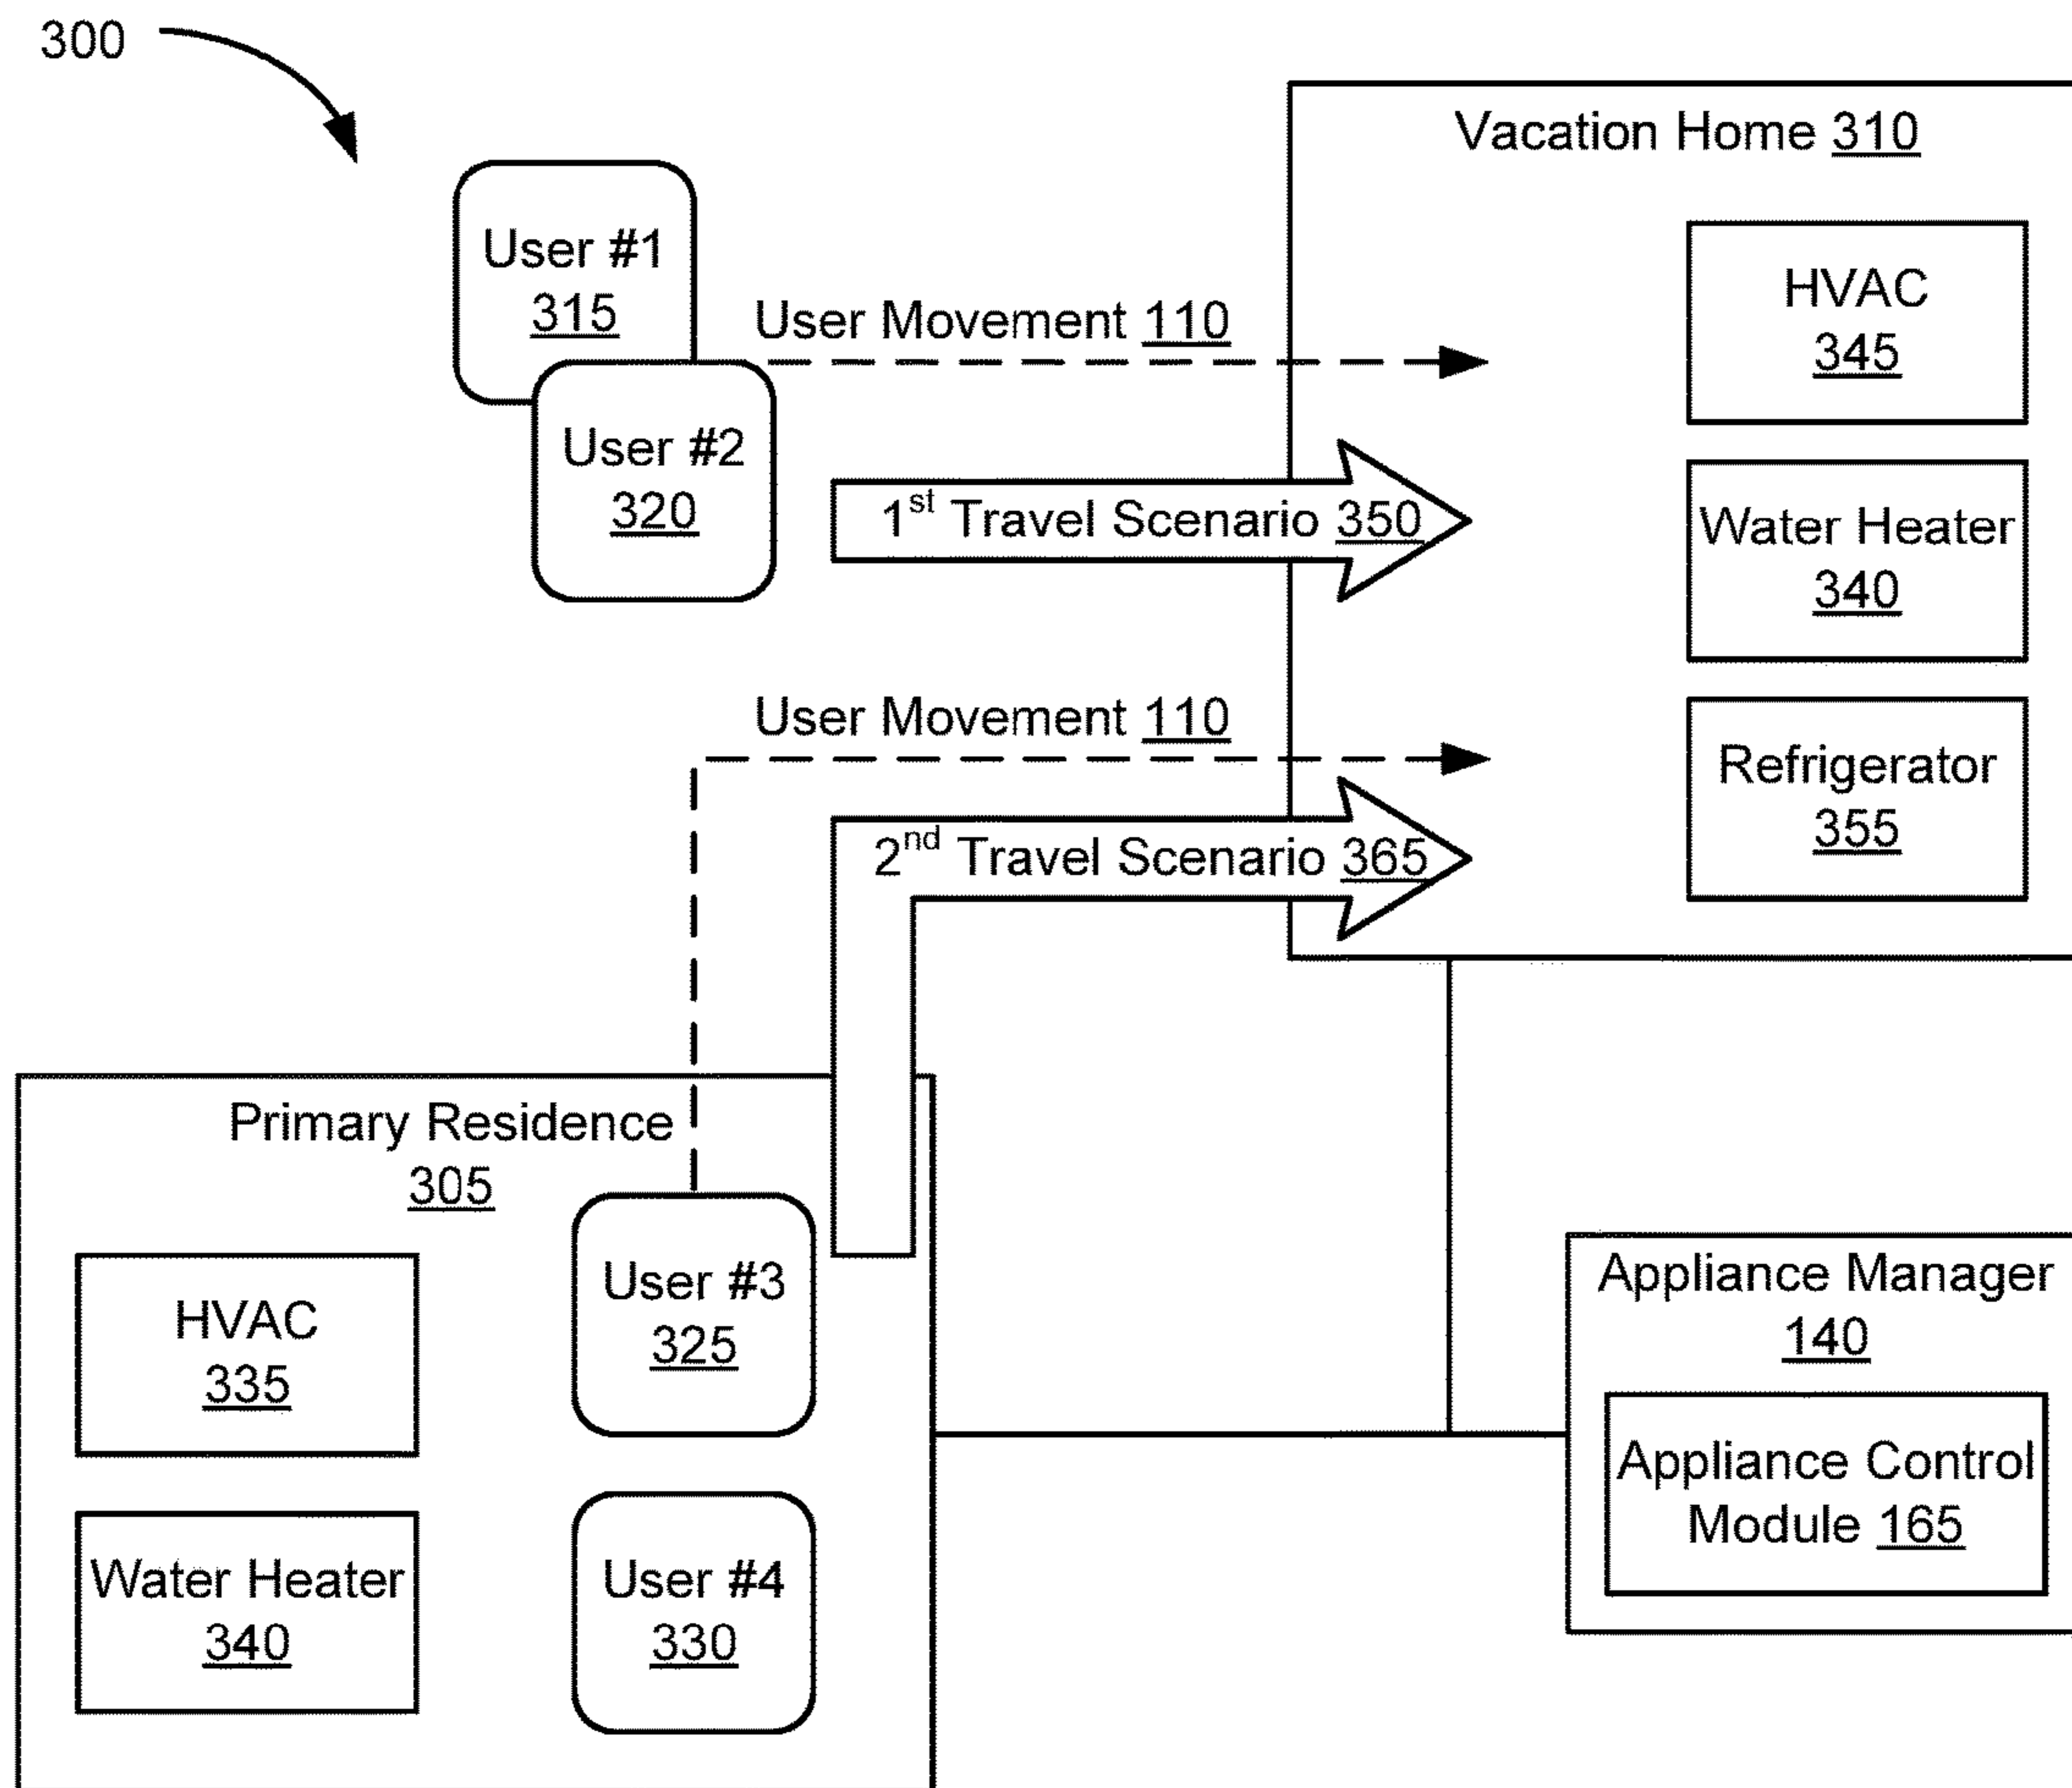 300
Vacation Home 310
User #1
315
HVAC
345
User Movement 110
User #2
320
1st Travel Scenario 350
Water Heater
340
User Movement 110
Refrigerator
355
2nd Travel Scenario 365
Primary Residence
305
HVAC
335
User #3
325
Water Heater
340
User #4
330
Appliance Manager
140
Appliance Control
Module 165